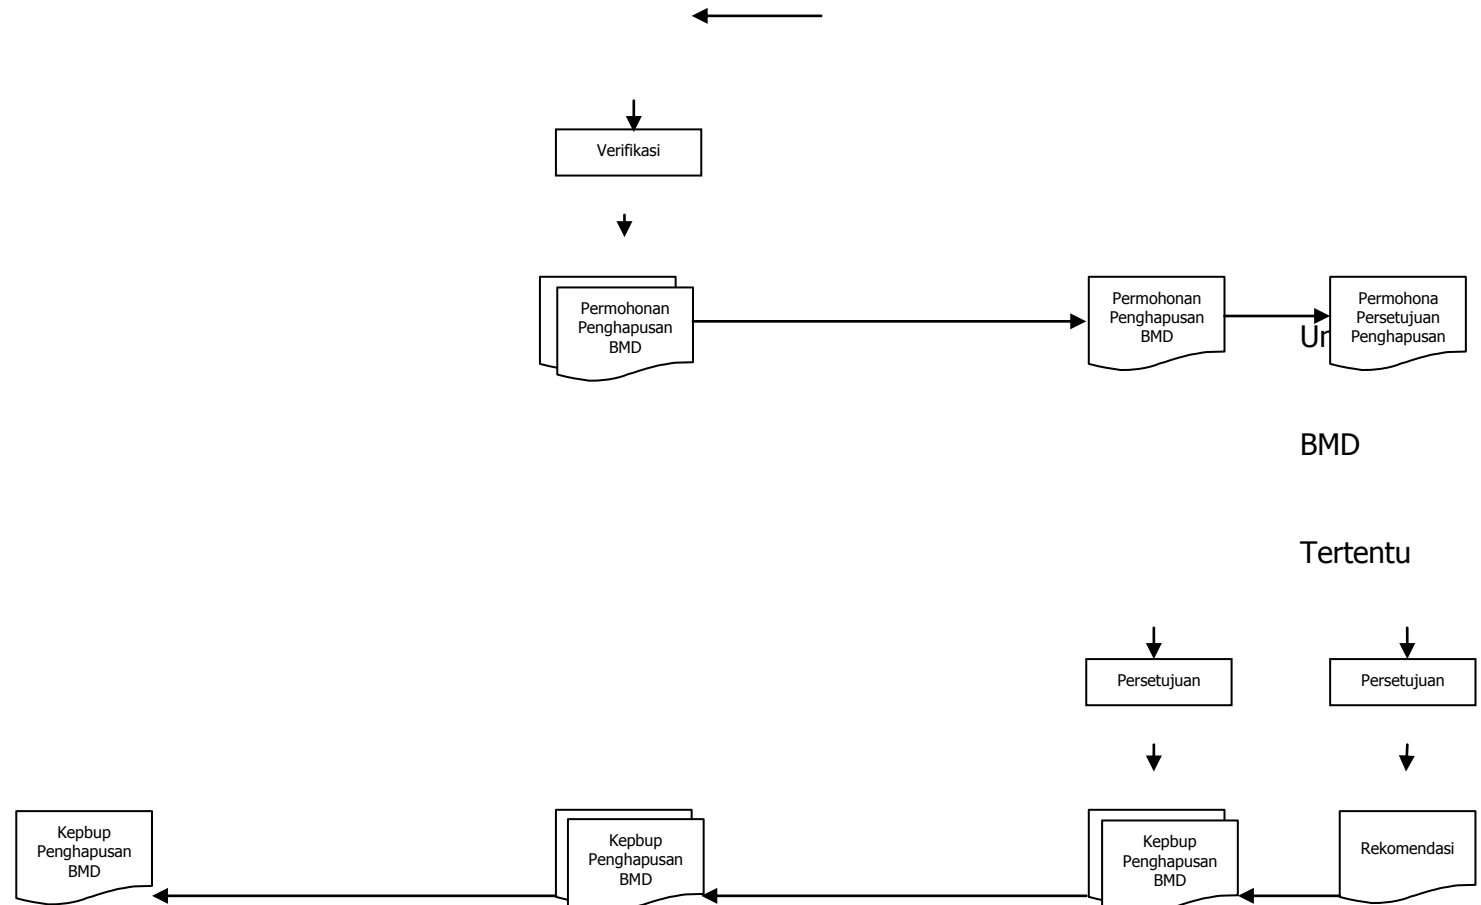 Verifikasi
Permohonan
Penghapusan
BMD
Permohonan
Penghapusan
BMD
Permohona
Persetujuan
Penghapusan
Ur
BMD
Tertentu
Persetujuan
Persetujuan
Kepbup
Penghapusan
BMD
Kepbup
Penghapusan
BMD
Kepbup
Penghapusan
BMD
Rekomendasi